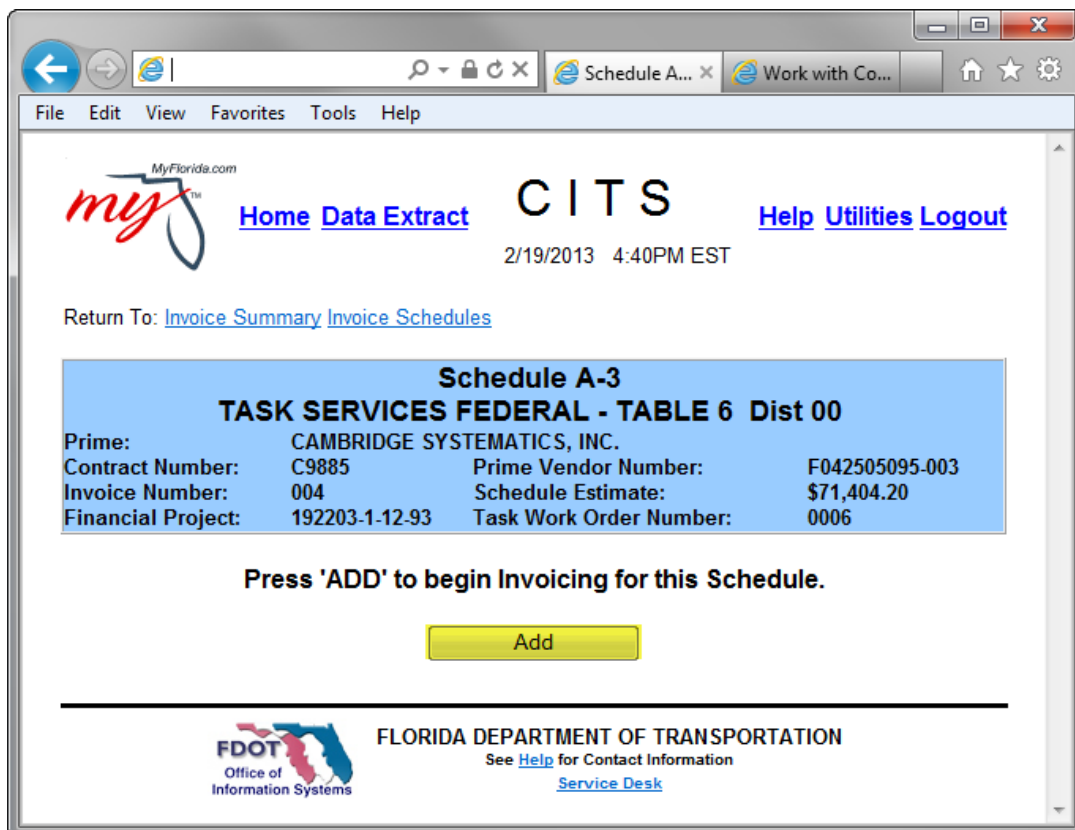 Schedule A...
Work with Co...
File Edit View Favorites Tools Help
MyFlorida.com
my
TM
Home Data Extract
CITS
Help Utilities Logout
2/19/2013 4:40PM EST
Return To: Invoice Summary Invoice Schedules
Schedule A-3
TASK SERVICES FEDERAL - TABLE 6 Dist 00
Prime: CAMBRIDGE SYSTEMATICS, INC.
Contract Number: C9885 Prime Vendor Number: F042505095-003
Invoice Number: 004 Schedule Estimate: $71,404.20
Financial Project: 192203-1-12-93 Task Work Order Number: 0006
Press 'ADD' to begin Invoicing for this Schedule.
Add
FDOT
Office of
Information Systems
FLORIDA DEPARTMENT OF TRANSPORTATION
See Help for Contact Information
Service Desk